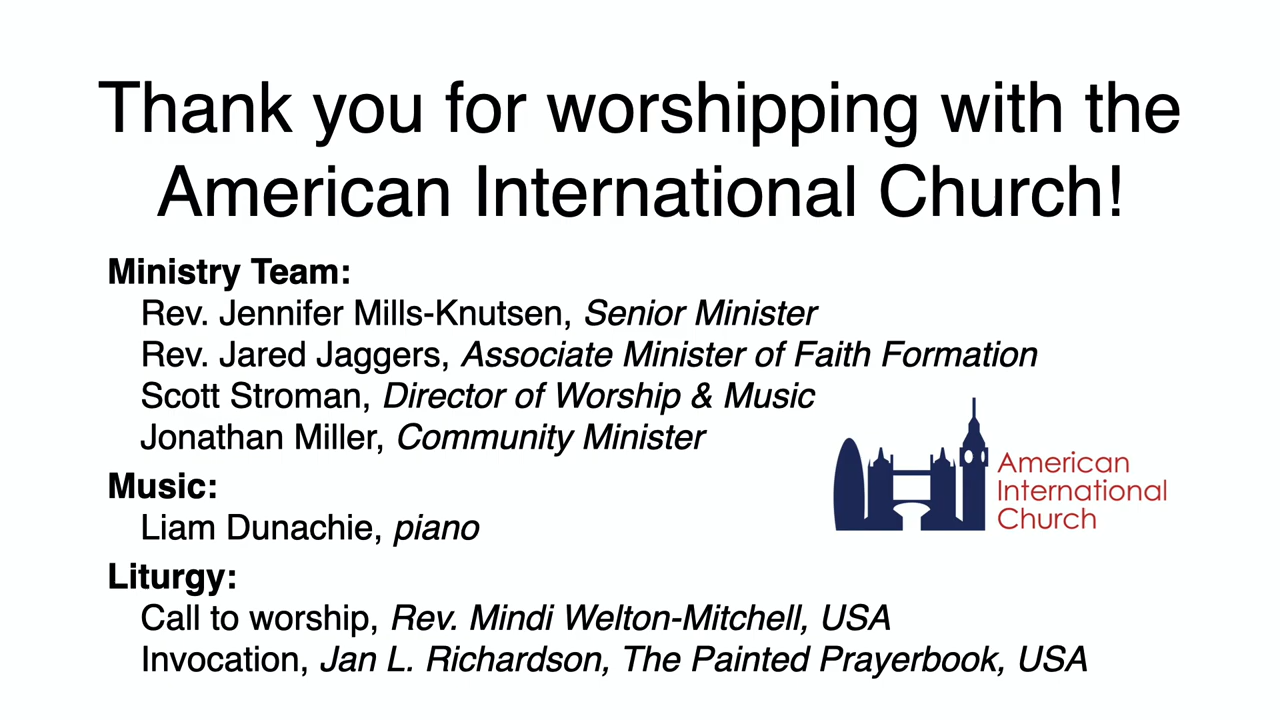 Thank you for worshipping with the
American International Church!
Ministry Team:
Rev. Jennifer Mills-Knutsen, Senior Minister
Rev. Jared Jaggers, Associate Minister of Faith Formation
Scott Stroman, Director of Worship & Music
Jonathan Miller, Community Minister
Music:
Liam Dunachie, piano
Liturgy:
Call to worship, Rev. Mindi Welton-Mitchell, USA
Invocation, Jan L. Richardson, The Painted Prayerbook, USA
American
International
Church